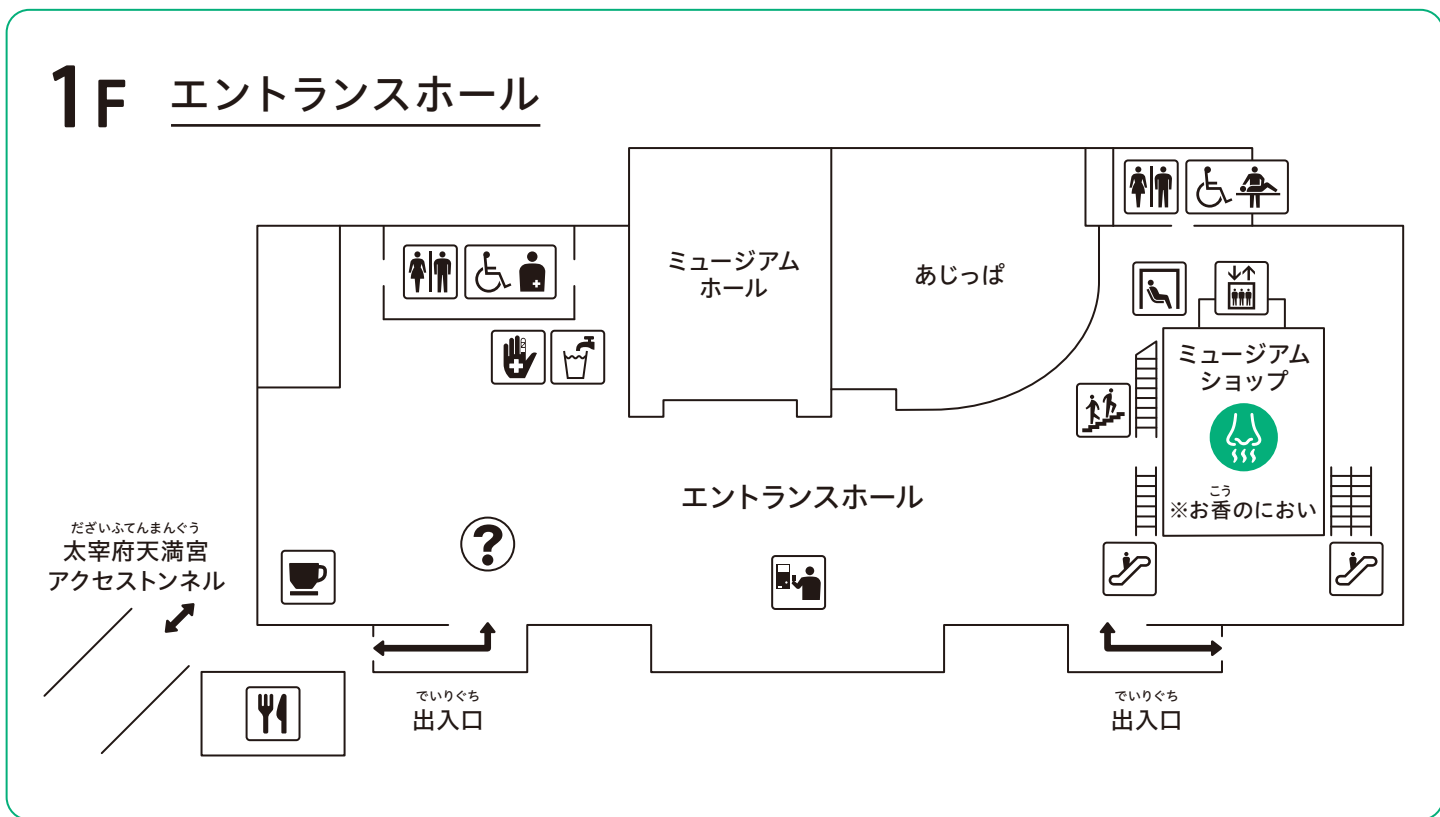 1F エントランスホール
ミュージアム
ホール
あじっぱ
ミュージアム
ショップ
こう
※お香のにおい
エントランスホール
?
だざいふてんまんぐう
太宰府天満宮
アクセストンネル
でいりぐち
出入口
でいりぐち
出入口